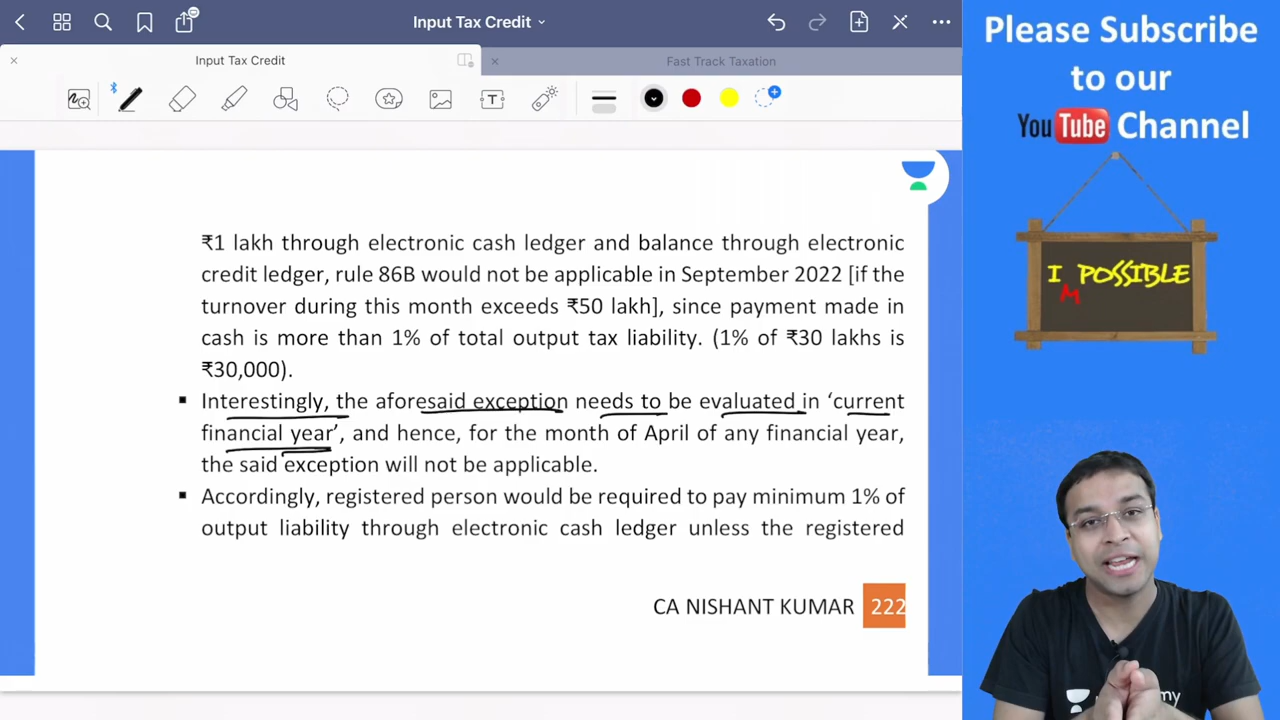 Input Tax Credit
Input Tax Credit
Fast Track Taxation
₹1 lakh through electronic cash ledger and balance through electronic
credit ledger, rule 86B would not be applicable in September 2022 [if the
turnover during this month exceeds ₹50 lakh], since payment made in
cash is more than 1% of total output tax liability. (1% of ₹30 lakhs is
₹30,000).
▪ Interestingly, the aforesaid exception needs to be evaluated in ‘current
financial year’, and hence, for the month of April of any financial year,
the said exception will not be applicable.
▪ Accordingly, registered person would be required to pay minimum 1% of
output liability through electronic cash ledger unless the registered
CA NISHANT KUMAR 222
Please Subscribe
to our
YouTube Channel
I POSSIBLE
M